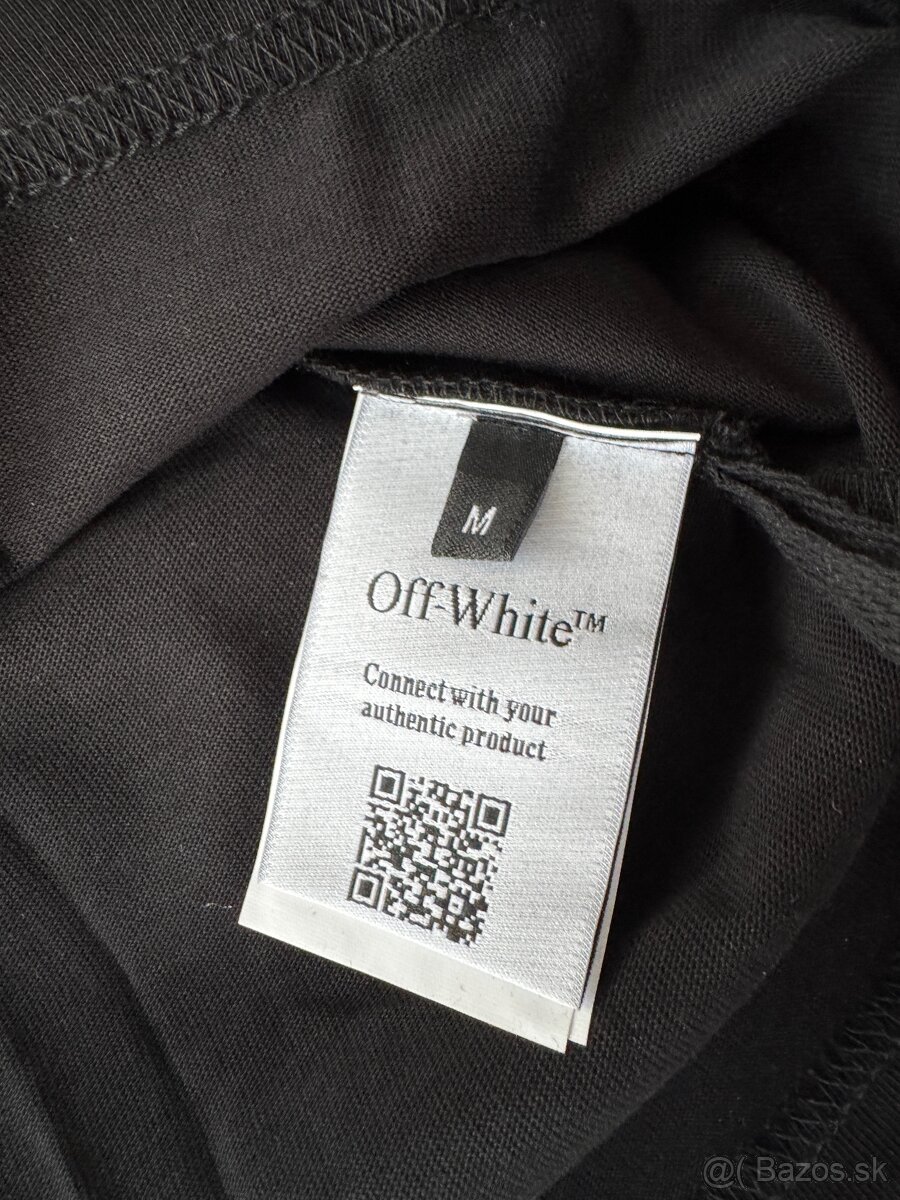 M
Off-White™
Connect with your
authentic product
@( Bazos.sk